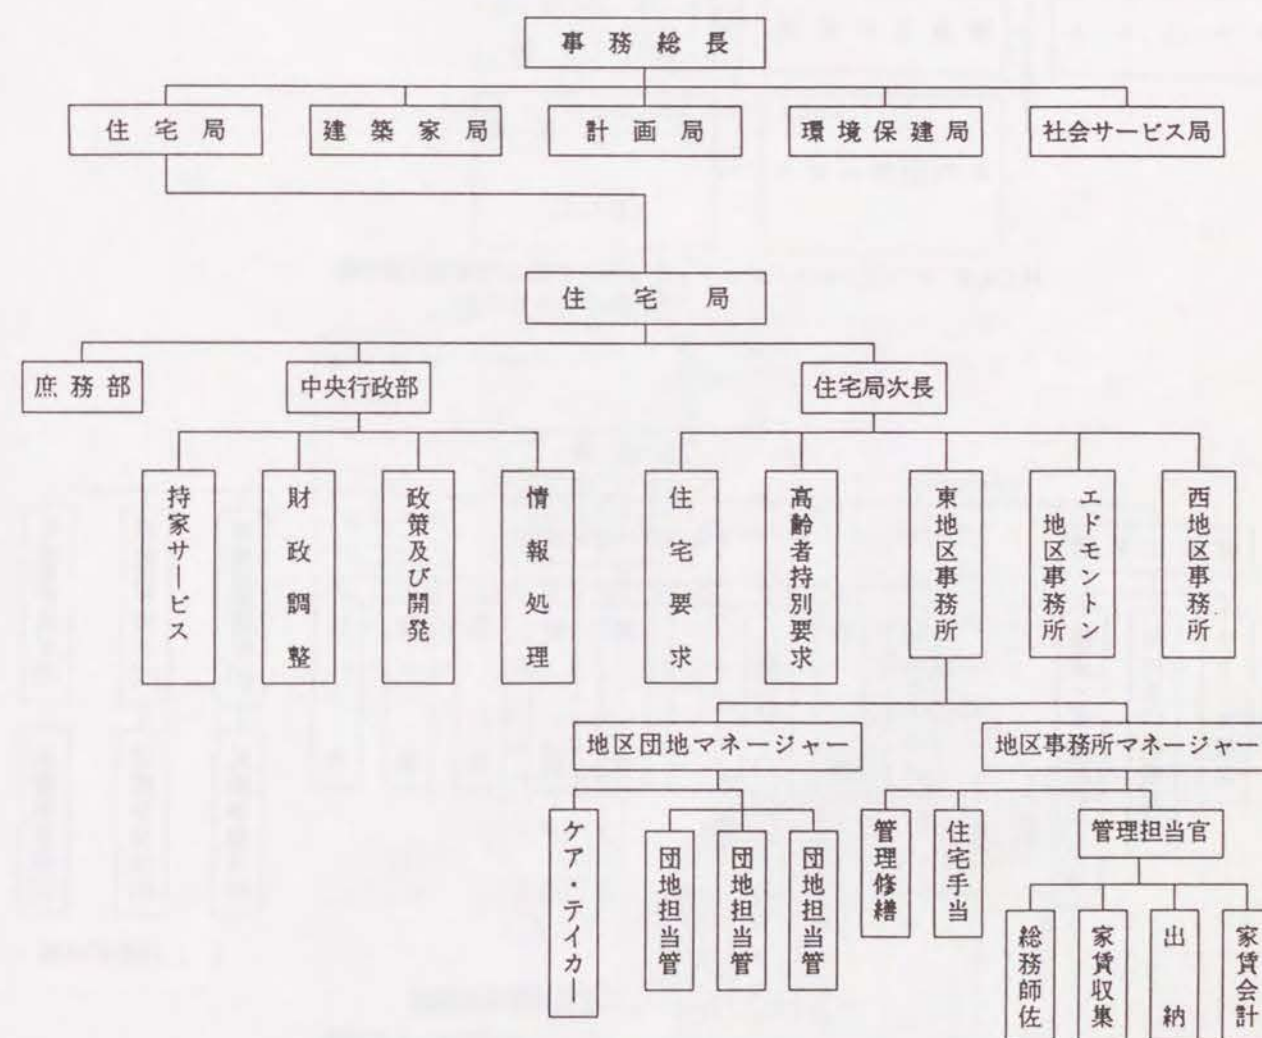 事務総長
住宅局
建築家局
計画局
環境保建局
社会サービス局
住宅局
庶務部
中央行政部
住宅局次長
持家サービス
財政調整
政策及び開発
情報処理
住宅要求
高齢者持別要求
東地区事務所
エドモントン
地区事務所
西地区事務所
地区団地マネージャー
地区事務所マネージャー
ケア・テイカー
団地担当管
団地担当管
団地担当管
管理修繕
住宅手当
管理担当官
総務師佐
家賃収集
出納
家賃会計